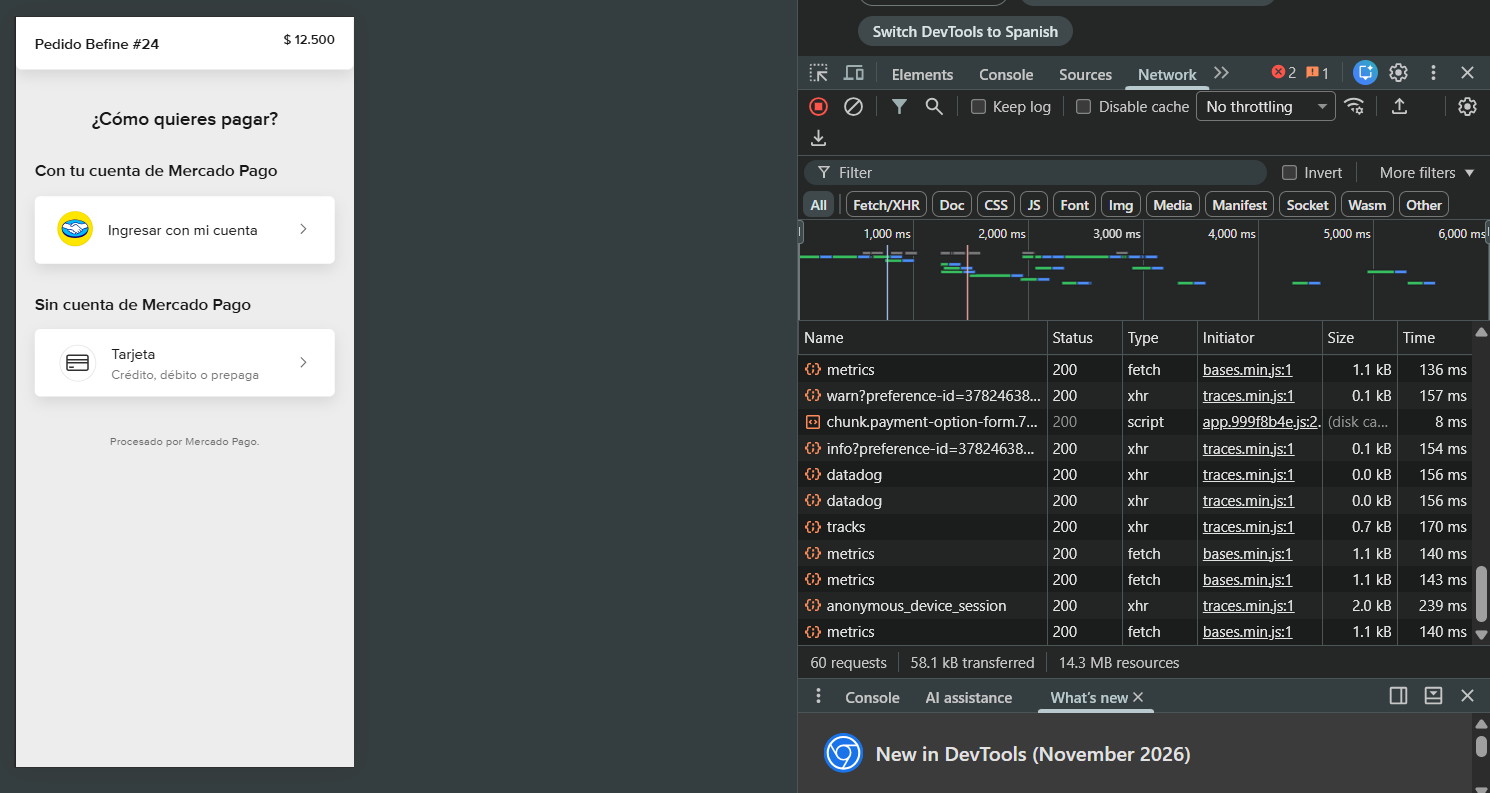 Pedido Befine #24
$ 12.500
¿Cómo quieres pagar?
Con tu cuenta de Mercado Pago
Ingresar con mi cuenta
Sin cuenta de Mercado Pago
Tarjeta
Crédito, débito o prepaga
Procesado por Mercado Pago.
Switch DevTools to Spanish
Elements Console Sources Network 2 1
Keep log Disable cache No throttling
Filter Invert More filters
All Fetch/XHR Doc CSS JS Font Img Media Manifest Socket Wasm Other
1,000 ms 2,000 ms 3,000 ms 4,000 ms 5,000 ms 6,000 ms
Name Status Type Initiator Size Time
metrics 200 fetch bases.min.js:1 1.1 kB 136 ms
warn?preference-id=37824638... 200 xhr traces.min.js:1 0.1 kB 157 ms
chunk.payment-option-form.7... 200 script app.999f8b4e.js:2. (disk ca... 8 ms
info?preference-id=37824638... 200 xhr traces.min.js:1 0.1 kB 154 ms
datadog 200 xhr traces.min.js:1 0.0 kB 156 ms
datadog 200 xhr traces.min.js:1 0.0 kB 156 ms
tracks 200 xhr traces.min.js:1 0.7 kB 170 ms
metrics 200 fetch bases.min.js:1 1.1 kB 140 ms
metrics 200 fetch bases.min.js:1 1.1 kB 143 ms
anonymous_device_session 200 xhr traces.min.js:1 2.0 kB 239 ms
metrics 200 fetch bases.min.js:1 1.1 kB 140 ms
60 requests 58.1 kB transferred 14.3 MB resources
Console AI assistance What's new
New in DevTools (November 2026)